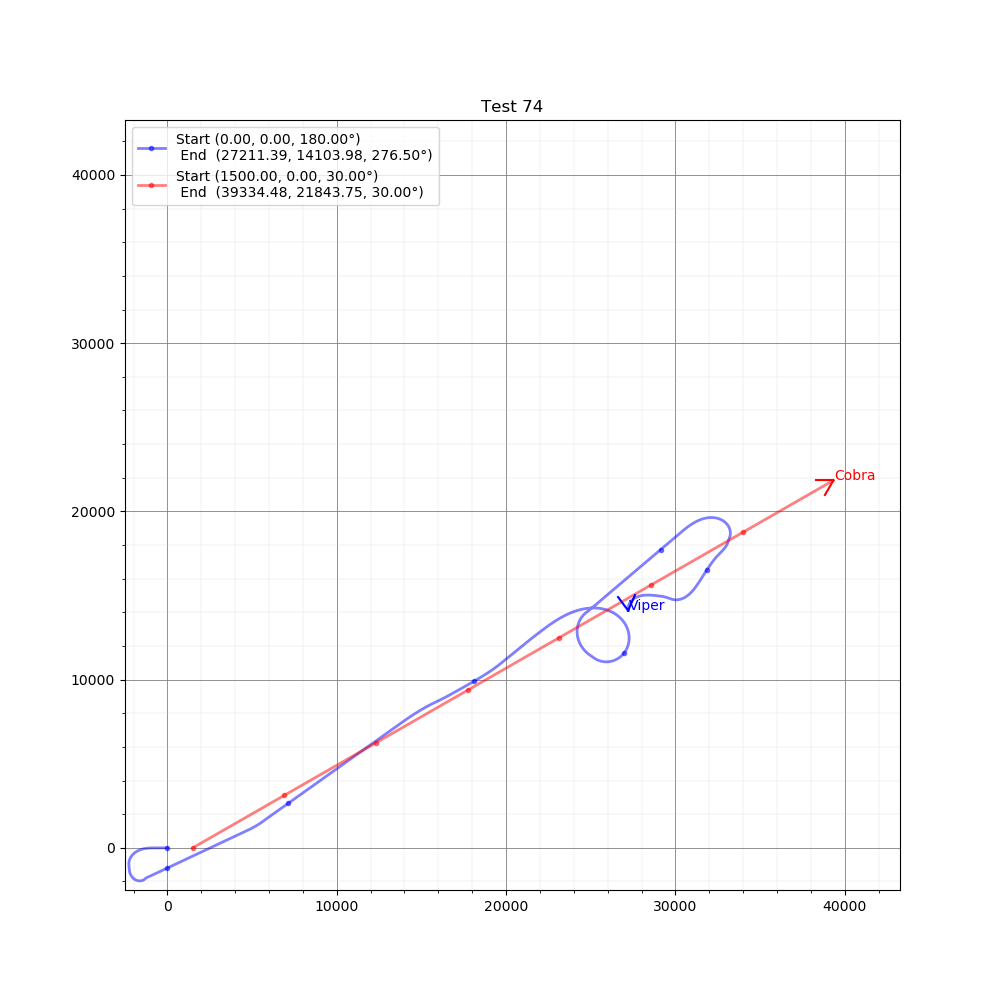 Test 74
Start (0.00, 0.00, 180.00°)
End (27211.39, 14103.98, 276.50°)
Start (1500.00, 0.00, 30.00°)
End (39334.48, 21843.75, 30.00°)
40000
30000
20000
10000
0
Cobra
Viper
0
10000
20000
30000
40000